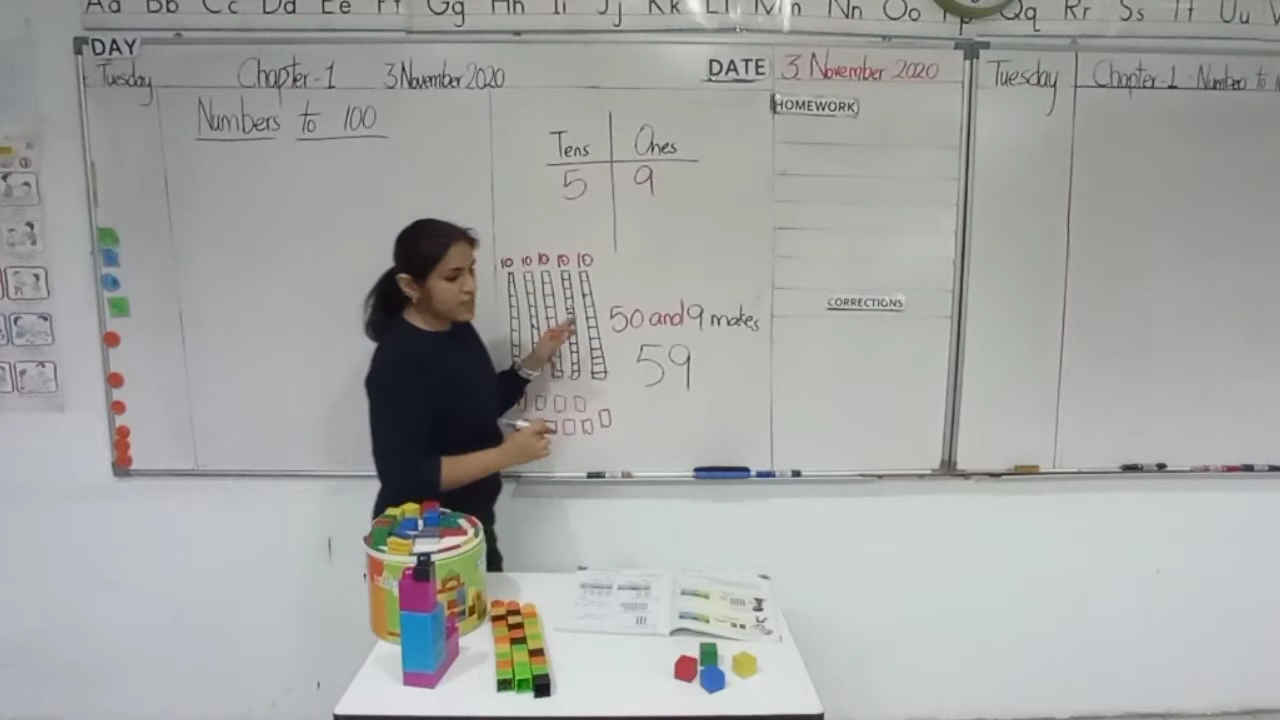 Aa Bb Cc Dd Ee Ff Gg Hh Ii Jj Kk Ll Mm Nn Oo Pp Qq Rr Ss Tt Uu
DAY
Tuesday
Chapter-1
3 November 2020
DATE
3 November 2020
Numbers to 100
Tens Ones
5 9
10 10 10 10 10
50 and 9 makes
59
HOMEWORK
CORRECTIONS
Tuesday
Chapter 1 Numbers to